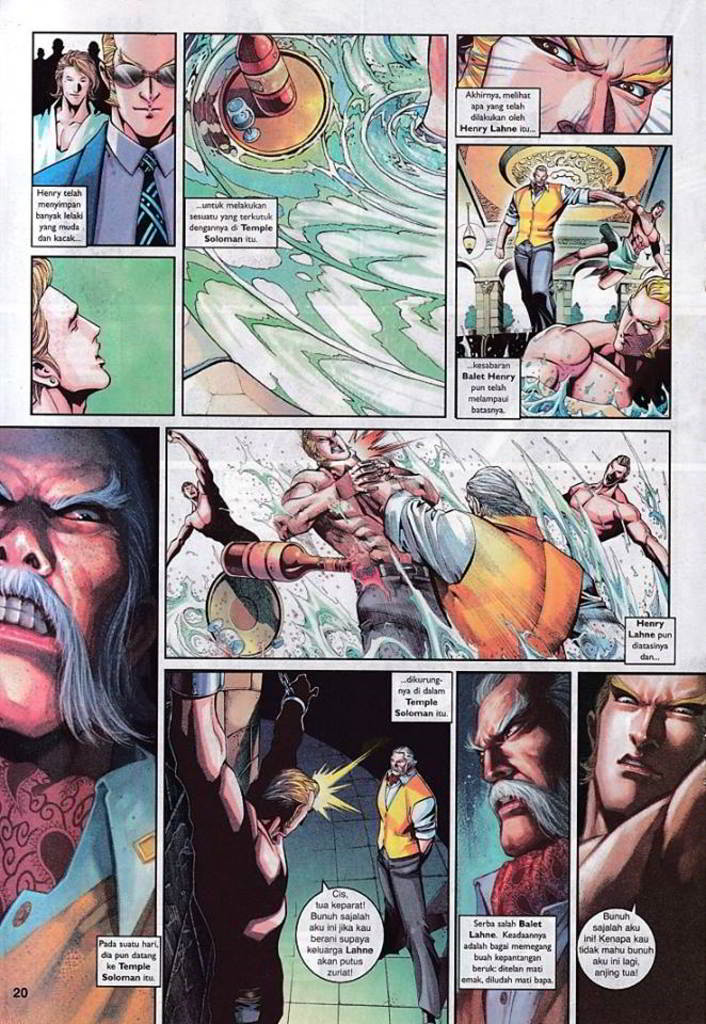 Henry telah
menyimpan
banyak lelaki
yang muda
dan kacak...
...untuk melakukan
sesuatu yang terkutuk
dengannya di Temple
Soloman itu.
Akhirnya, melihat
apa yang telah
dilakukan oleh
Henry Lahne itu...
...kesabaran
Balet Henry
pun telah
melampaui
batasnya.
Henry
Lahne pun
diatasinya
dan...
Pada suatu hari,
dia pun datang
ke Temple
Soloman itu.
...dikurung-
nya di dalam
Temple
Soloman itu.
Cis,
tua keparat!
Bunuh sajalah
aku ini jika kau
berani supaya
keluarga Lahne
akan putus
zuriat!
Serba salah Balet
Lahne. Keadaannya
adalah bagai memegang
buah kepantangan
beruk: ditelan mati
emak, diludah mati bapa.
Bunuh
sajalah aku
ini! Kenapa kau
tidak mahu bunuh
aku ini lagi,
anjing tua!
20